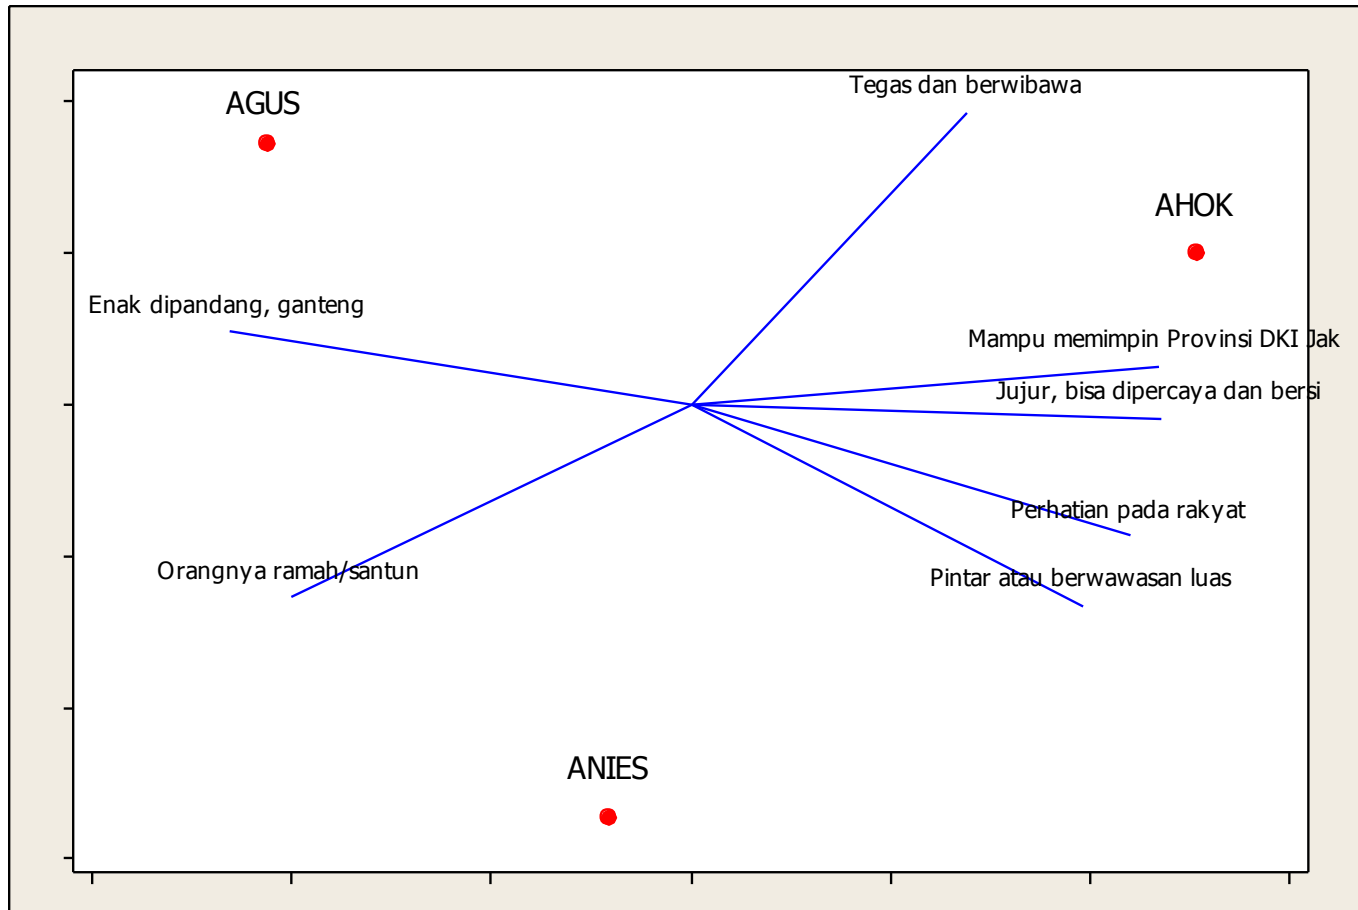 Tegas dan berwibawa
AGUS
AHOK
Enak dipandang, ganteng
Mampu memimpin Provinsi DKI Jak
Jujur, bisa dipercaya dan bersi
Perhatian pada rakyat
Orangnya ramah/santun
Pintar atau berwawasan luas
ANIES